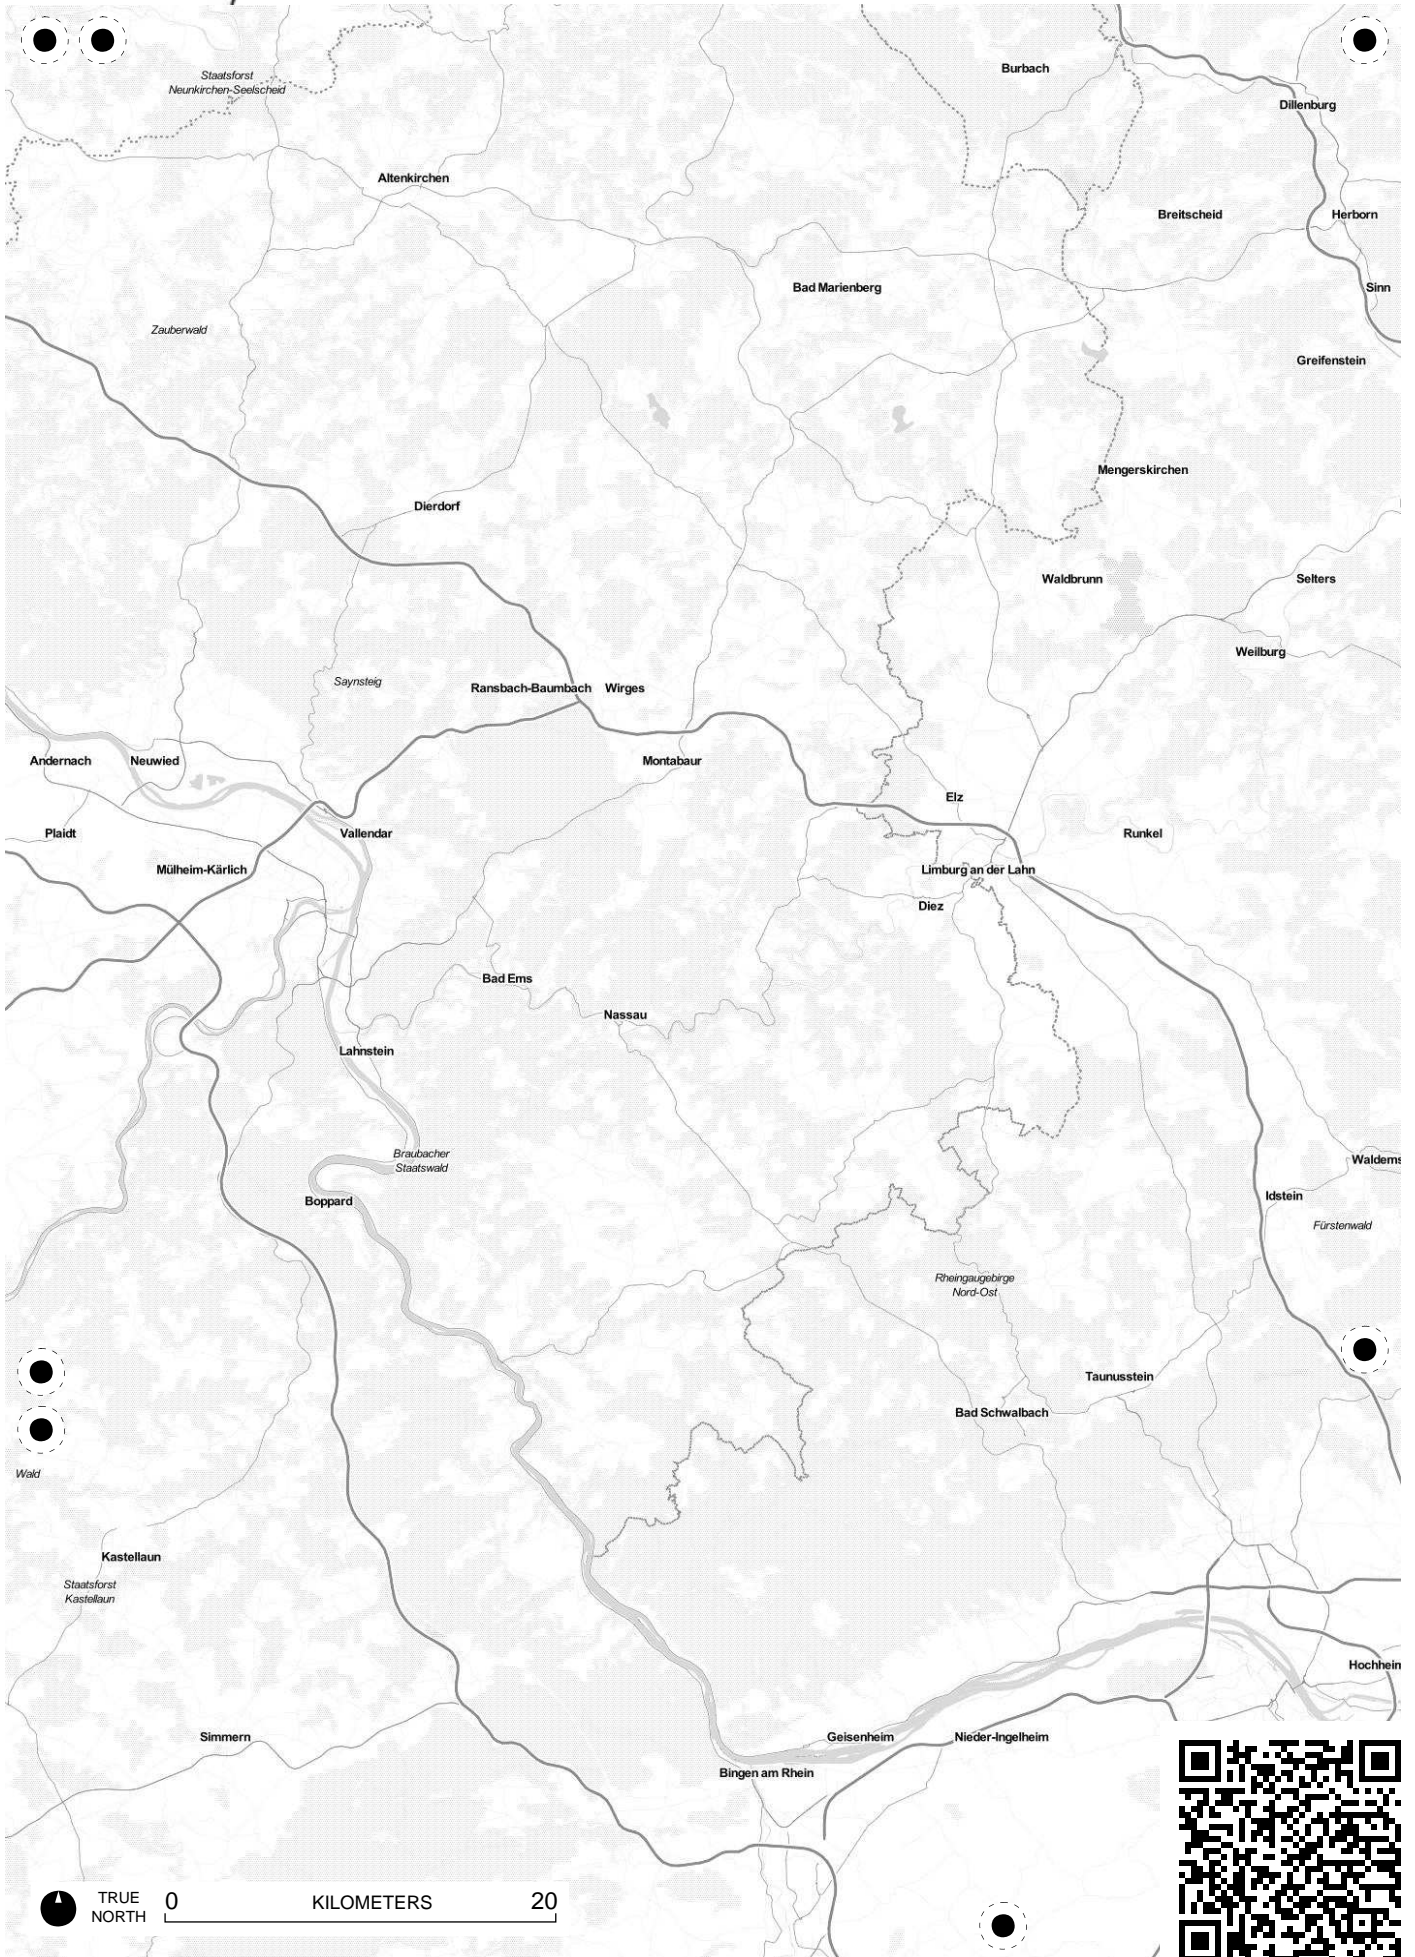 Burbach
Staatsforst
Neunkirchen-Seelscheid
Dillenburg
Altenkirchen
Breitscheid
Herborn
Bad Marienberg
Sinn
Zauberwald
Greifenstein
Mengerskirchen
Dierdorf
Waldbrunn
Selters
Weilburg
Saynsteig
Ransbach-Baumbach
Wirges
Andernach
Neuwied
Montabaur
Elz
Plaidt
Vallendar
Runkel
Mülheim-Kärlich
Limburg an der Lahn
Diez
Bad Ems
Nassau
Lahnstein
Braubacher
Staatswald
Waldems
Boppard
Idstein
Fürstenwald
Rheingaugebirge
Nord-Ost
Taunusstein
Bad Schwalbach
Wald
Kastellaun
Staatsforst
Kastellaun
Hochheim
Simmern
Geisenheim
Nieder-Ingelheim
Bingen am Rhein
TRUE
NORTH
0 KILOMETERS 20